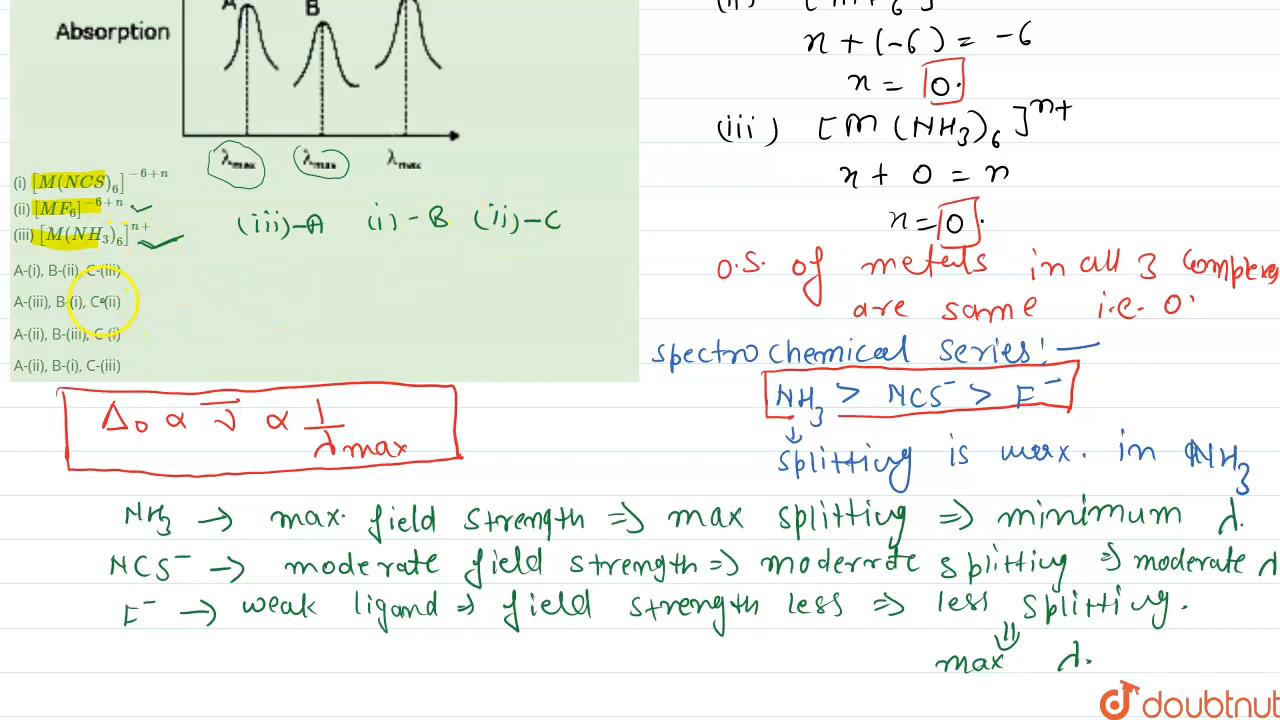 A B
Absorption
λmax λmax λmax
(i) [M(NCS)₆]⁻⁶⁺ⁿ
(ii) [MF₆]⁻⁶⁺ⁿ
(iii) [M(NH₃)₆]ⁿ⁺
(iii)-A (i)-B (ii)-C
A-(i), B-(ii), C-(iii)
A-(iii), B-(i), C-(ii)
A-(ii), B-(iii), C-(i)
A-(ii), B-(i), C-(iii)
Δo ∝ ν̅ ∝ 1/λmax
x + (-6) = -6
x = 0.
(iii) [M(NH₃)₆]ⁿ⁺
x + 0 = n
x = 0.
O.S. of metals in all 3 complexes
are same i.e. 0'
spectrochemical series:—
NH₃ > NCS⁻ > F⁻
↓
splitting is max. in NH₃
NH₃ → max. field strength ⇒ max splitting ⇒ minimum λ.
NCS⁻ → moderate field strength ⇒ moderrate splitting ⇒ moderate λ
F⁻ → weak ligand ⇒ field strength less ⇒ less splitting.
⇓
max λ.
doubtnut